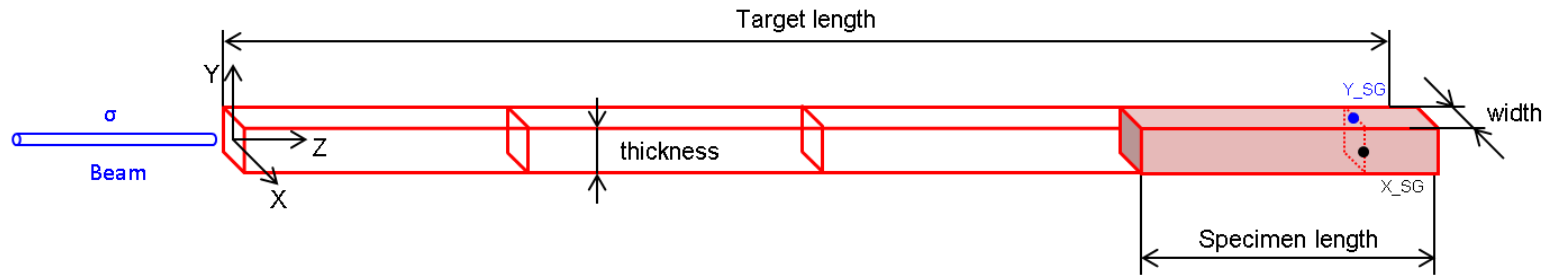 Target length
Y
Y_SG
σ
width
Z
thickness
Beam
X
X_SG
Specimen length